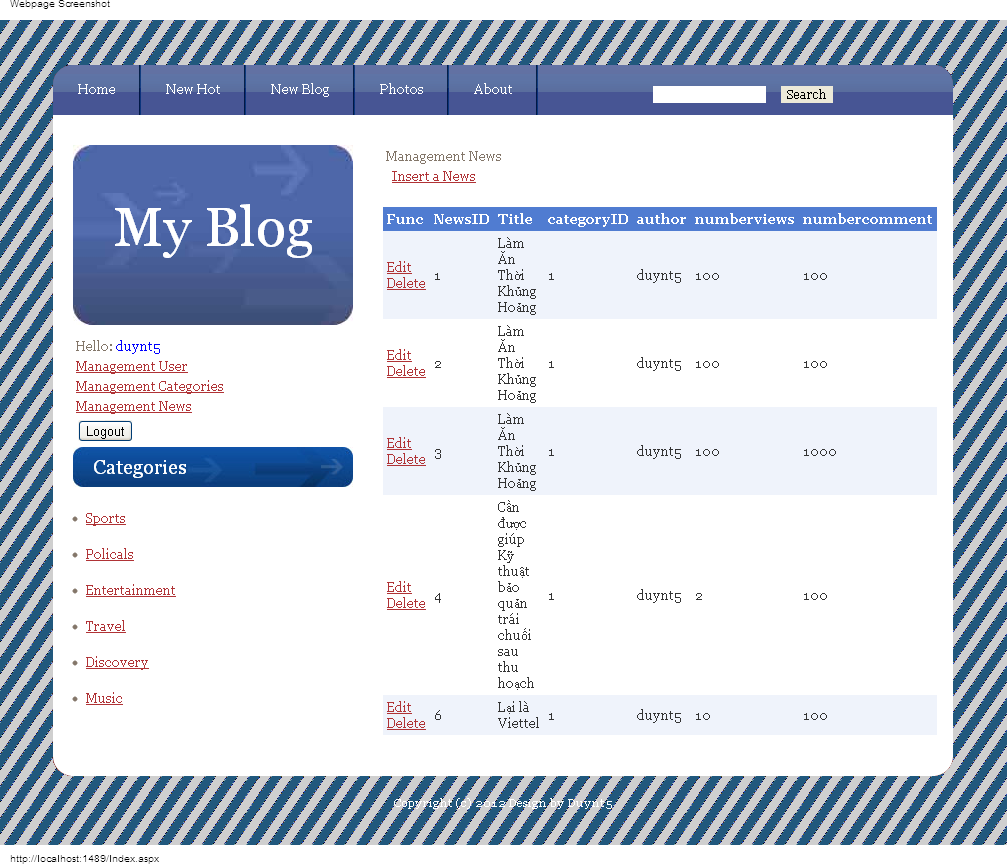 Webpage Screenshot
Home New Hot New Blog Photos About Search
My Blog
Hello: duynt5
Management User
Management Categories
Management News
Logout
Categories
Sports
Policals
Entertainment
Travel
Discovery
Music
Management News
Insert a News
Func NewsID Title categoryID author numberviews numbercomment
Edit Delete 1 Làm Ăn Thời Khủng Hoảng 1 duynt5 100 100
Edit Delete 2 Làm Ăn Thời Khủng Hoảng 1 duynt5 100 100
Edit Delete 3 Làm Ăn Thời Khủng Hoảng 1 duynt5 100 1000
Edit Delete 4 Cần được giúp Kỹ thuật bảo quản trái chuối sau thu hoạch 1 duynt5 2 100
Edit Delete 6 Lại là Viettel 1 duynt5 10 100
Copyright (c) 2012 Design by Duynt5.
http://localhost:1489/Index.aspx